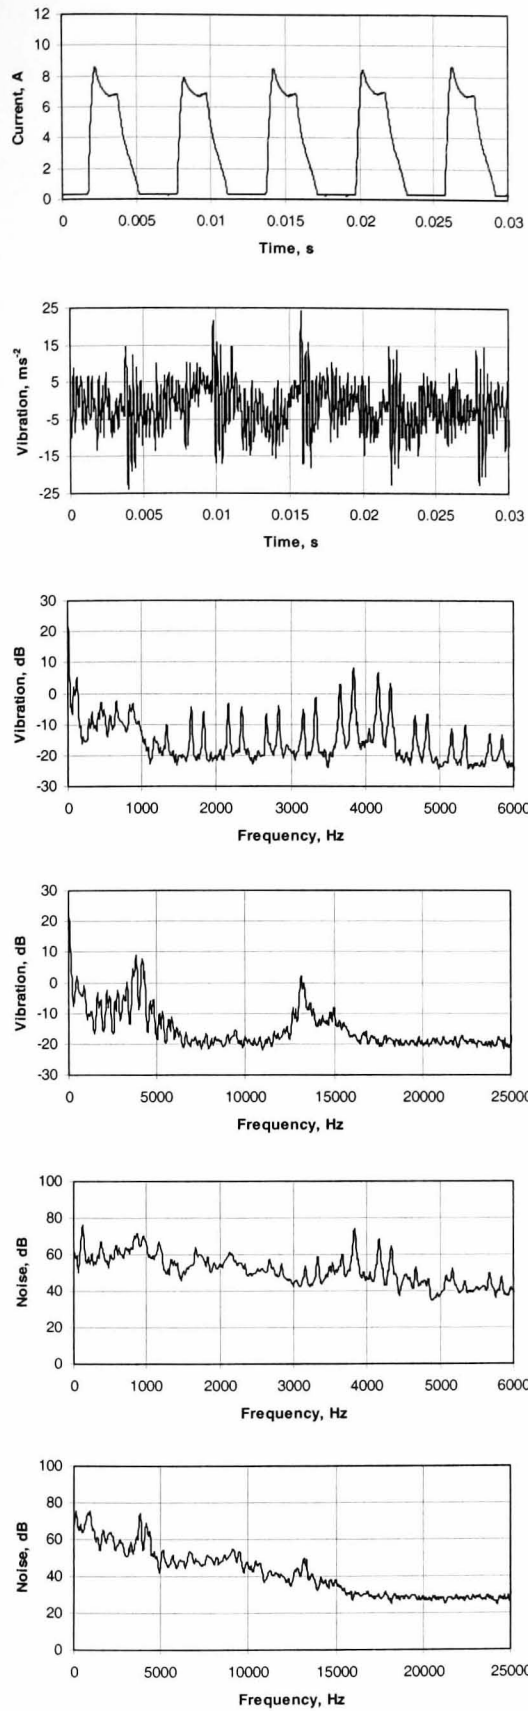 12
10
8
6
4
2
0
Current, A
0 0.005 0.01 0.015 0.02 0.025 0.03
Time, s
25
15
5
-5
-15
-25
Vibration, ms⁻²
0 0.005 0.01 0.015 0.02 0.025 0.03
Time, s
30
20
10
0
-10
-20
-30
Vibration, dB
0 1000 2000 3000 4000 5000 6000
Frequency, Hz
30
20
10
0
-10
-20
-30
Vibration, dB
0 5000 10000 15000 20000 25000
Frequency, Hz
100
80
60
40
20
0
Noise, dB
0 1000 2000 3000 4000 5000 6000
Frequency, Hz
100
80
60
40
20
0
Noise, dB
0 5000 10000 15000 20000 25000
Frequency, Hz